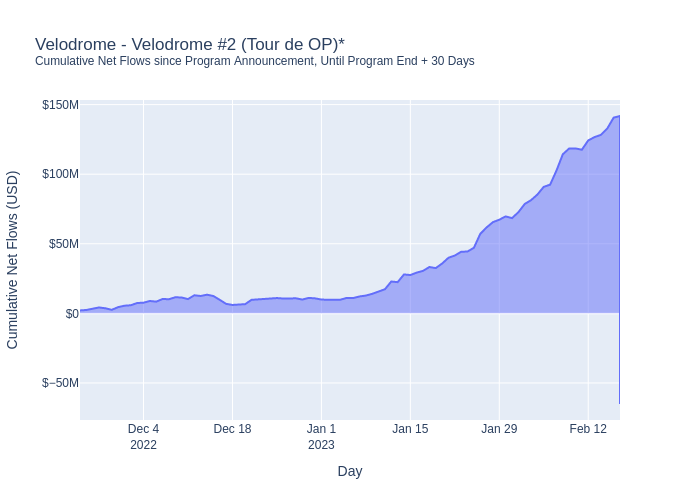 Velodrome - Velodrome #2 (Tour de OP)*
Cumulative Net Flows since Program Announcement, Until Program End + 30 Days
Cumulative Net Flows (USD)
$150M
$100M
$50M
$0
$−50M
Dec 4
2022
Dec 18
Jan 1
2023
Jan 15
Jan 29
Feb 12
Day